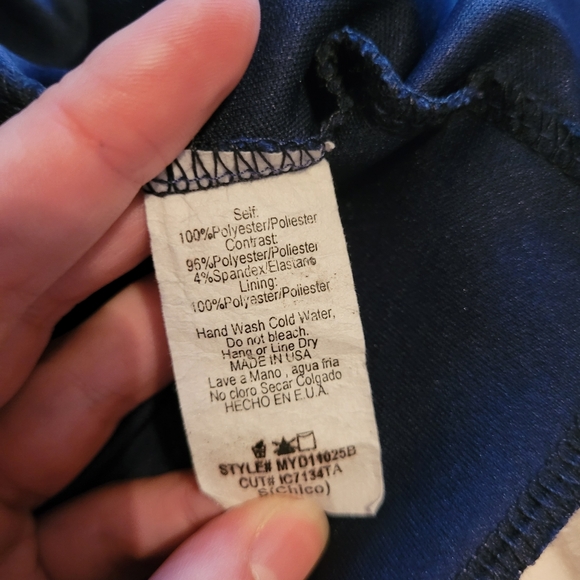 Self:
100%Polyester/Poliester
Contrast:
96%Polyester/Poliester
4%Spandex/Elastano
Lining:
100%Polyester/Poliester
Hand Wash Cold Water,
Do not bleach.
Hang or Line Dry
MADE IN USA
Lave a Mano , agua fria
No cloro Secar Colgado
HECHO EN E.U.A.
STYLE# MYD11025B
CUT# IC7134TA
S(Chico)